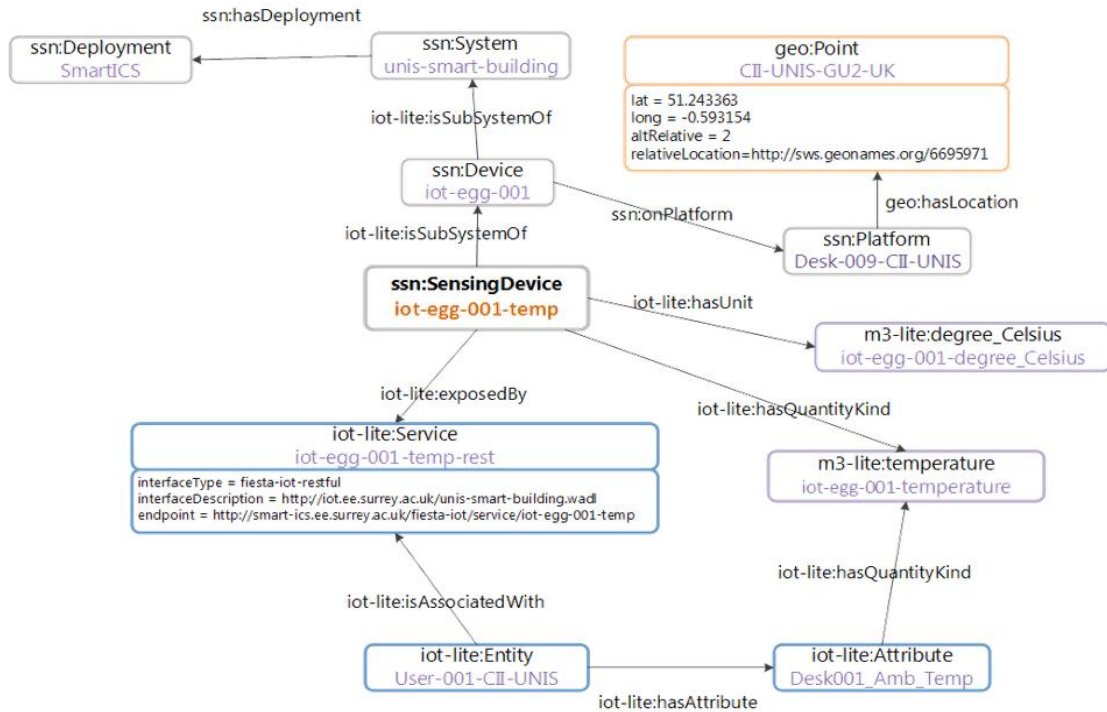 ssn:hasDeployment
ssn:Deployment
SmartICS
ssn:System
unis-smart-building
geo:Point
CII-UNIS-GU2-UK
lat = 51.243363
long = -0.593154
altRelative = 2
relativeLocation=http://sws.geonames.org/6695971
iot-lite:isSubSystemOf
ssn:Device
iot-egg-001
ssn:onPlatform
geo:hasLocation
iot-lite:isSubSystemOf
ssn:Platform
Desk-009-CII-UNIS
ssn:SensingDevice
iot-egg-001-temp
iot-lite:hasUnit
m3-lite:degree_Celsius
iot-egg-001-degree_Celsius
iot-lite:exposedBy
iot-lite:hasQuantityKind
iot-lite:Service
iot-egg-001-temp-rest
interfaceType = fiesta-iot-restful
interfaceDescription = http://iot.ee.surrey.ac.uk/unis-smart-building.wadl
endpoint = http://smart-ics.ee.surrey.ac.uk/fiesta-iot/service/iot-egg-001-temp
m3-lite:temperature
iot-egg-001-temperature
iot-lite:hasQuantityKind
iot-lite:isAssociatedWith
iot-lite:Entity
User-001-CII-UNIS
iot-lite:hasAttribute
iot-lite:Attribute
Desk001_Amb_Temp